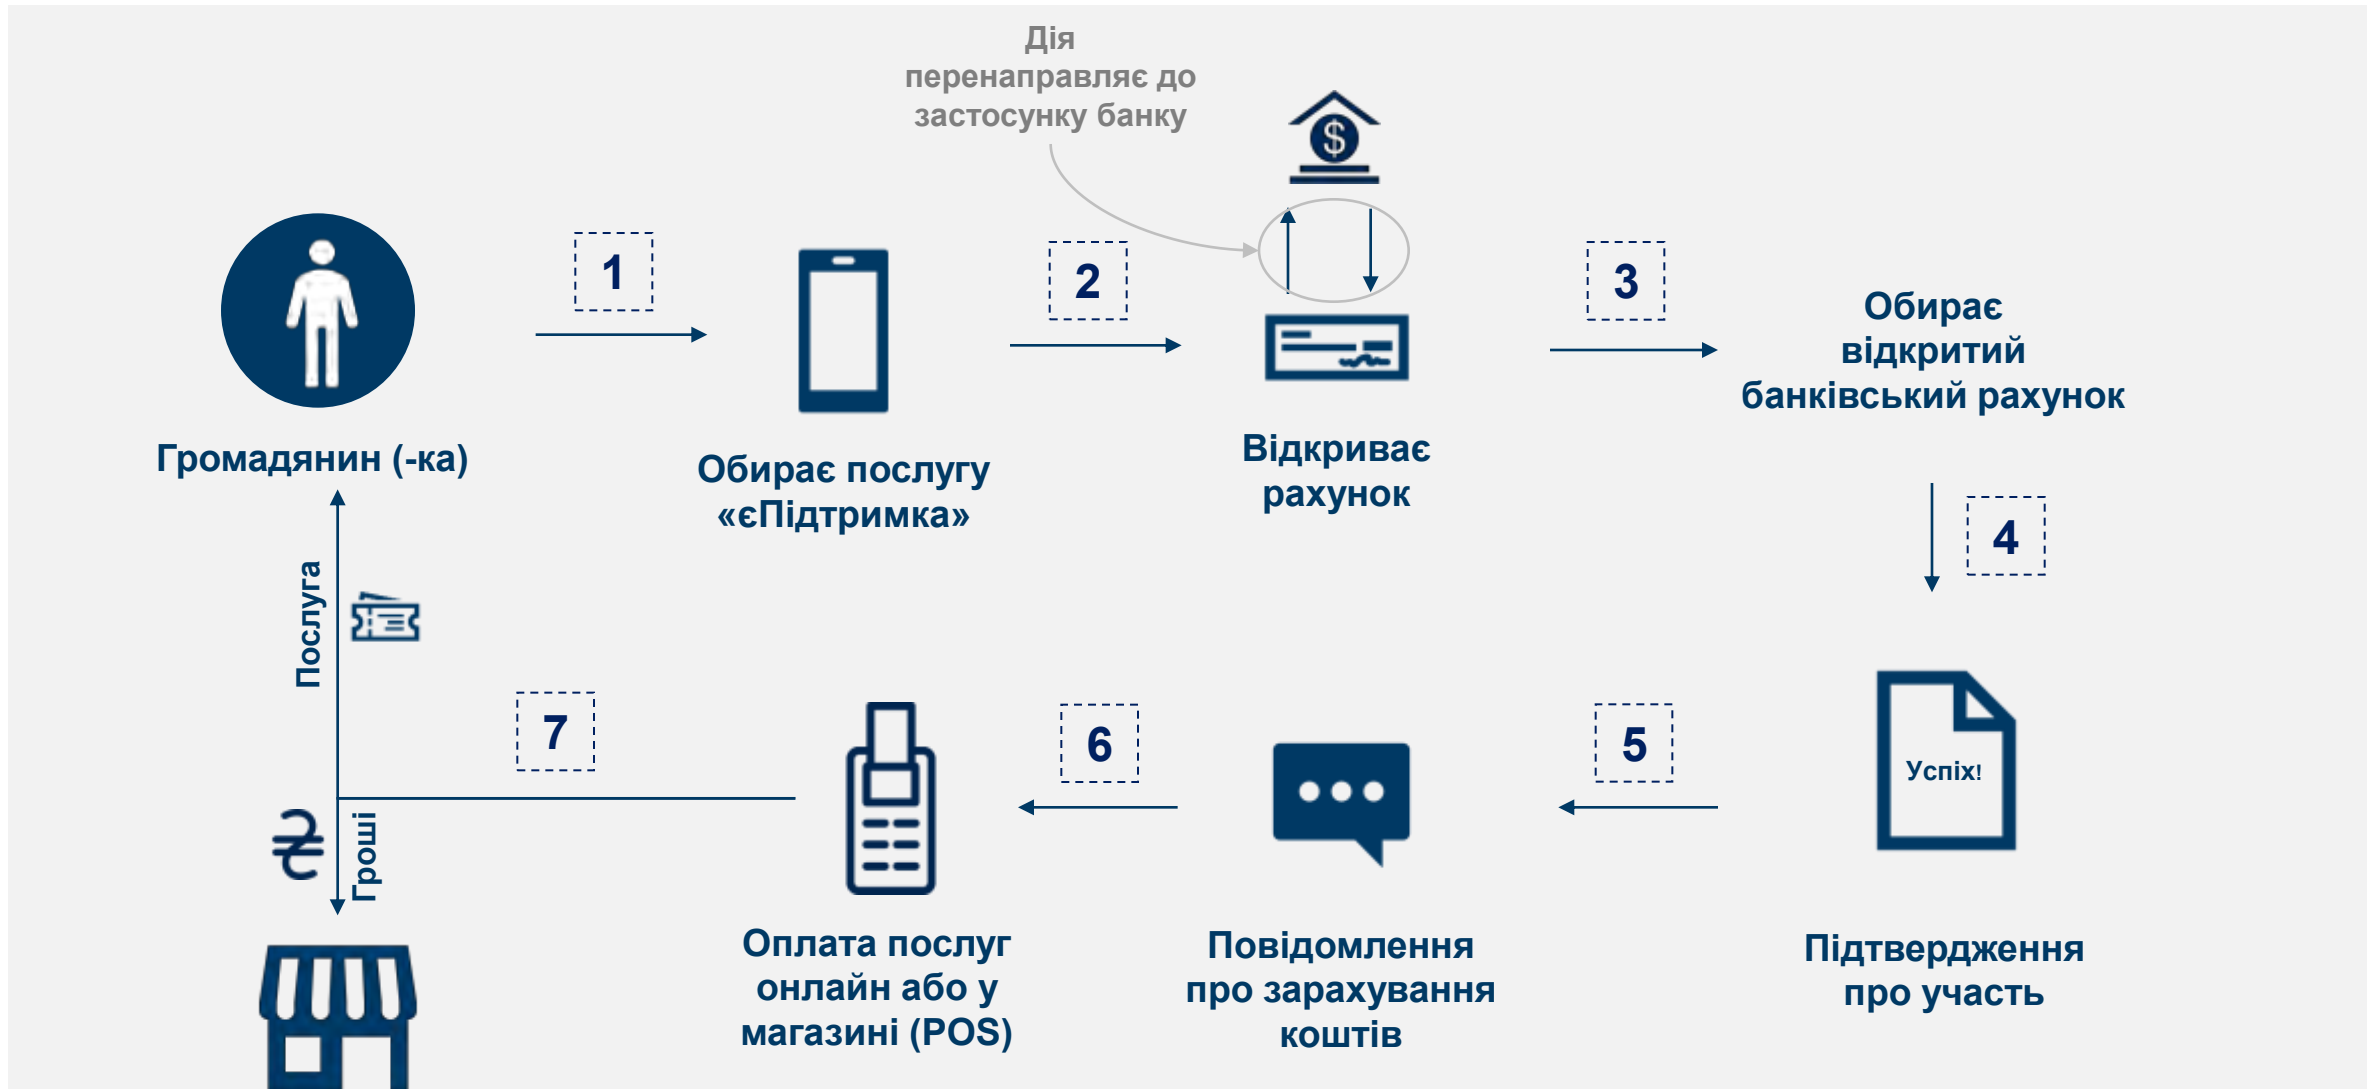 Дія
перенаправляє до
застосунку банку
$
1
2
3
Громадянин (-ка)
Обирає послугу
«єПідтримка»
Відкриває
рахунок
Обирає
відкритий
банківський рахунок
4
Послуга
7
6
5
Успіх!
₴
Гроші
Оплата послуг
онлайн або у
магазині (POS)
Повідомлення
про зарахування
коштів
Підтвердження
про участь